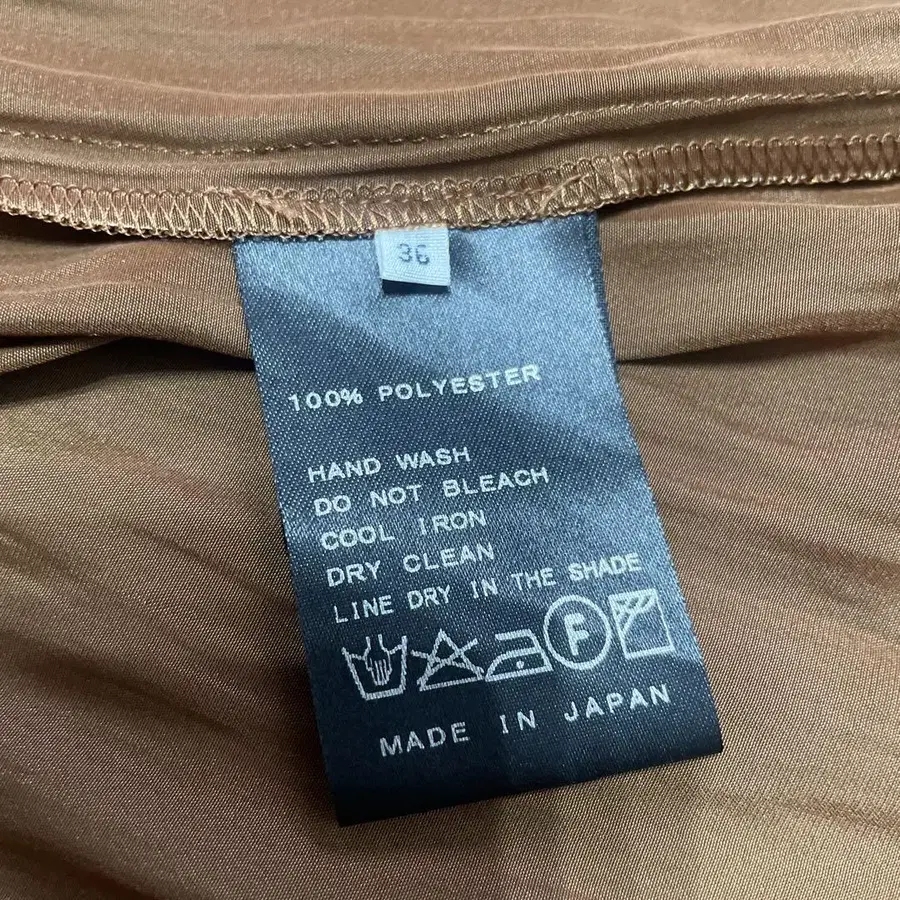 36
100% POLYESTER
HAND WASH
DO NOT BLEACH
COOL IRON
DRY CLEAN
LINE DRY IN THE SHADE
F
MADE IN JAPAN